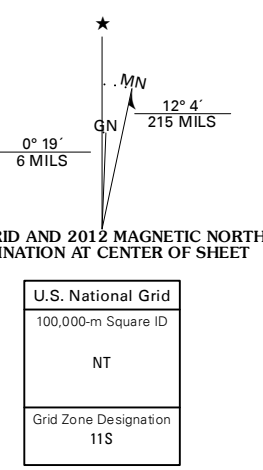 ★
MN
GN
12° 4´
215 MILS
0° 19´
6 MILS
RID AND 2012 MAGNETIC NORTH
INATION AT CENTER OF SHEET
U.S. National Grid
100,000-m Square ID
NT
Grid Zone Designation
11S